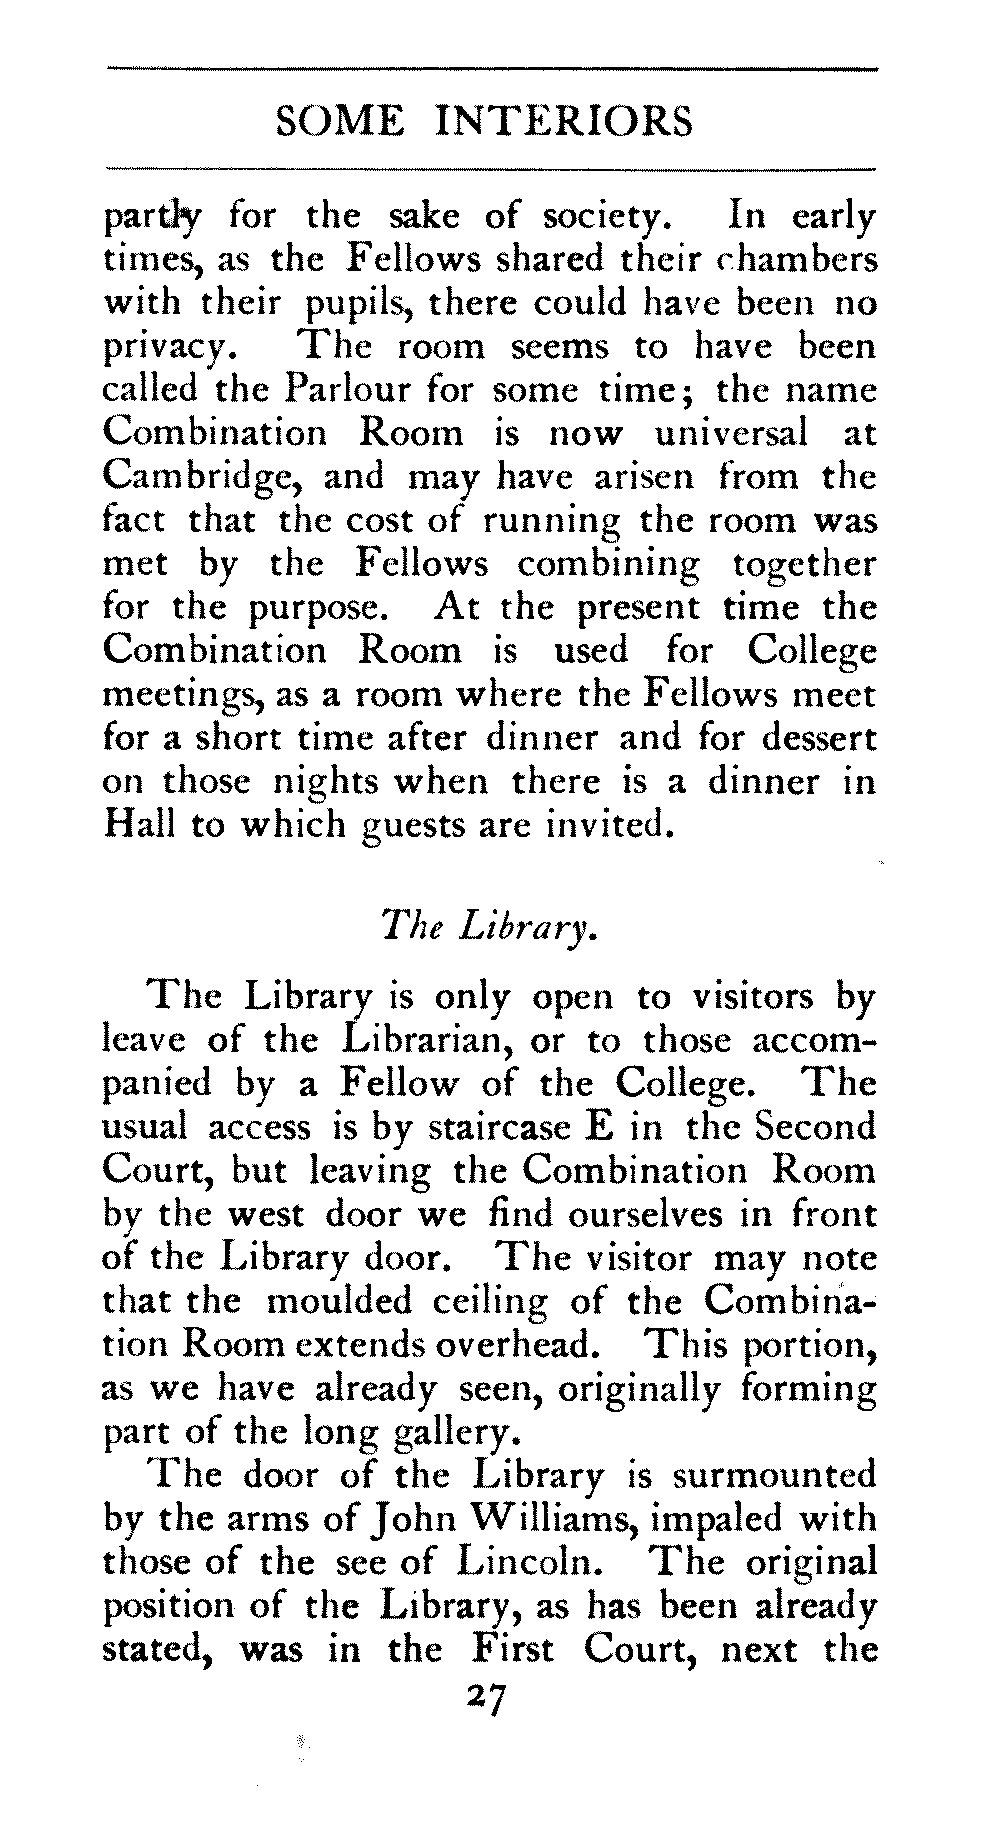 SOME INTERIORS
partly for the sake of society. In early
times, as the Fellows shared their chambers
with their pupils, there could have been no
privacy. The room seems to have been
called the Parlour for some time; the name
Combination Room is now universal at
Cambridge, and may have arisen from the
fact that the cost of running the room was
met by the Fellows combining together
for the purpose. At the present time the
Combination Room is used for College
meetings, as a room where the Fellows meet
for a short time after dinner and for dessert
on those nights when there is a dinner in
Hall to which guests are invited.
The Library.
The Library is only open to visitors by
leave of the Librarian, or to those accom-
panied by a Fellow of the College. The
usual access is by staircase E in the Second
Court, but leaving the Combination Room
by the west door we find ourselves in front
of the Library door. The visitor may note
that the moulded ceiling of the Combina-
tion Room extends overhead. This portion,
as we have already seen, originally forming
part of the long gallery.
The door of the Library is surmounted
by the arms of John Williams, impaled with
those of the see of Lincoln. The original
position of the Library, as has been already
stated, was in the First Court, next the
27